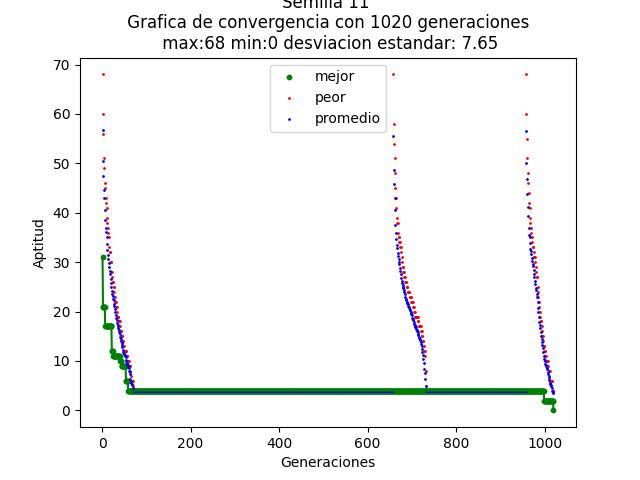 Semilla 11
Grafica de convergencia con 1020 generaciones
max:68 min:0 desviacion estandar: 7.65
mejor
peor
promedio
Aptitud
70
60
50
40
30
20
10
0
0 200 400 600 800 1000
Generaciones